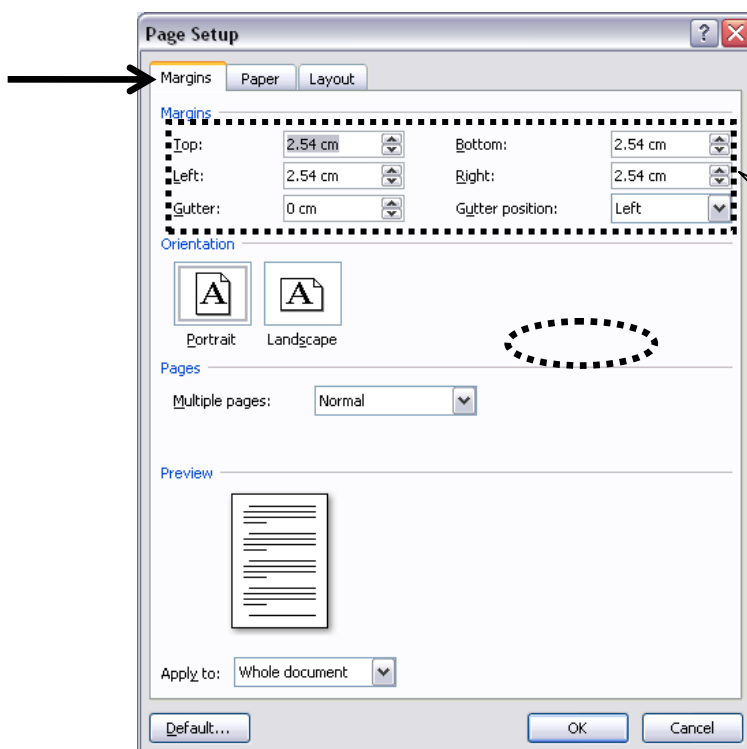 Page Setup
Margins Paper Layout
Margins
Top: 2.54 cm Bottom: 2.54 cm
Left: 2.54 cm Right: 2.54 cm
Gutter: 0 cm Gutter position: Left
Orientation
A A
Portrait Landscape
Pages
Multiple pages: Normal
Preview
Apply to: Whole document
Default... OK Cancel